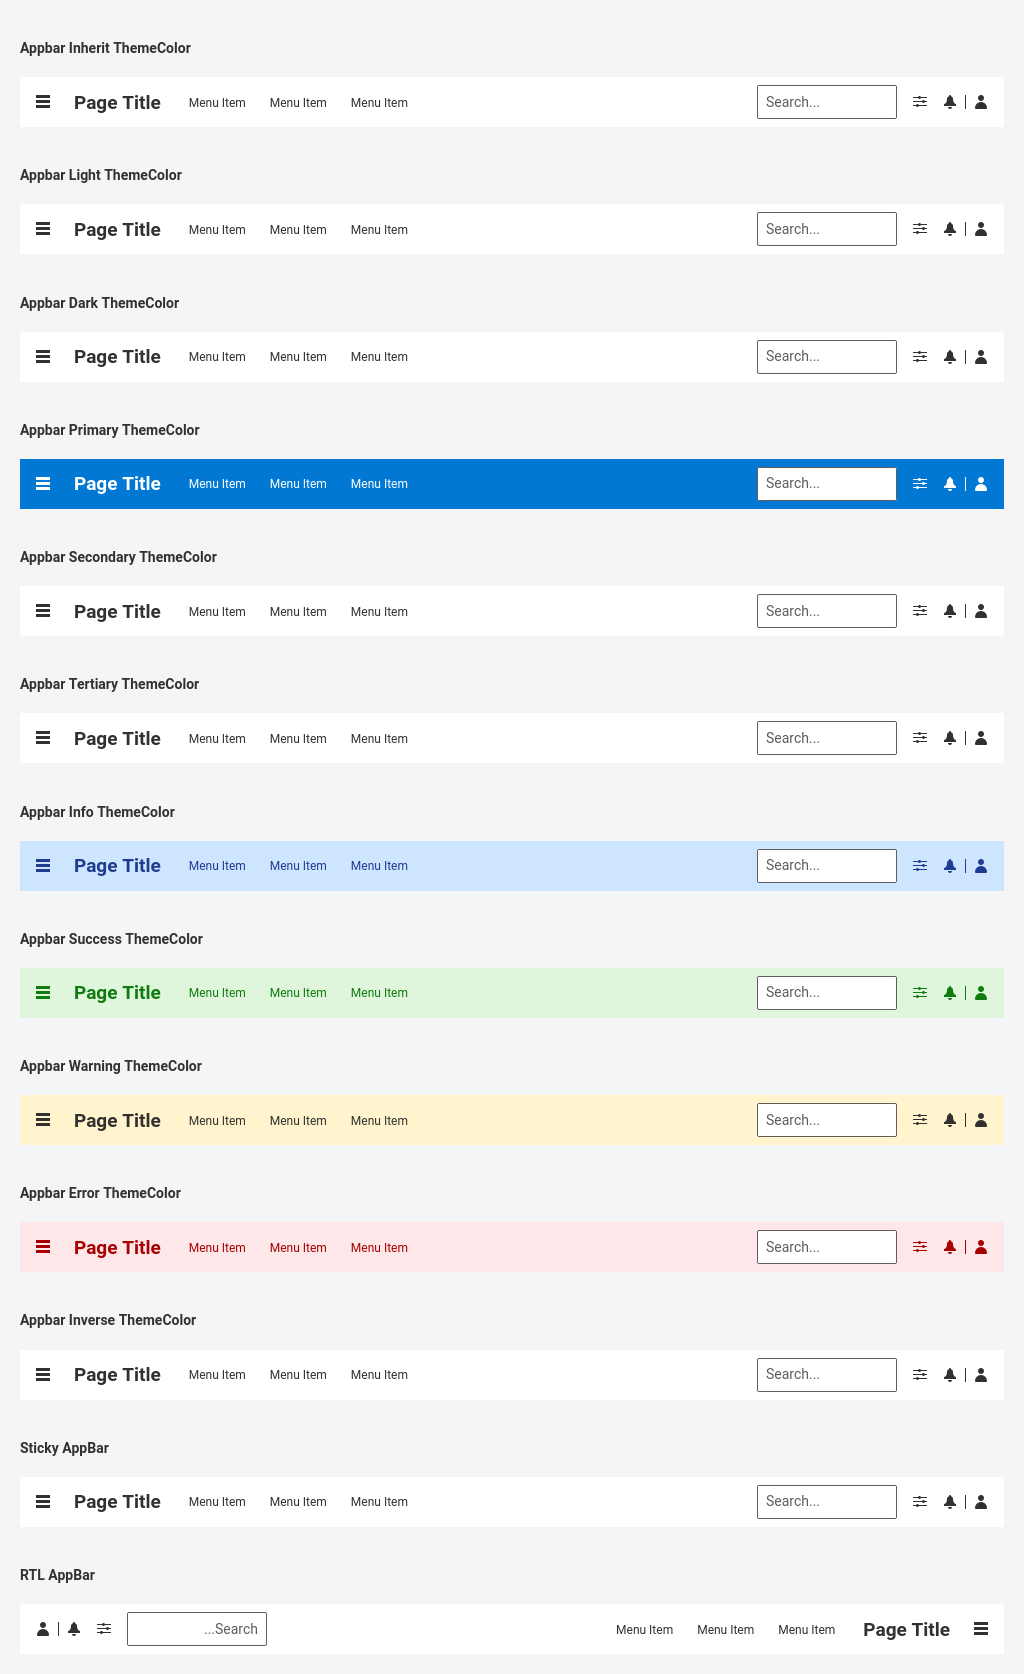 Appbar Inherit ThemeColor
Page Title Menu Item Menu Item Menu Item Search...
Appbar Light ThemeColor
Page Title Menu Item Menu Item Menu Item Search...
Appbar Dark ThemeColor
Page Title Menu Item Menu Item Menu Item Search...
Appbar Primary ThemeColor
Page Title Menu Item Menu Item Menu Item Search...
Appbar Secondary ThemeColor
Page Title Menu Item Menu Item Menu Item Search...
Appbar Tertiary ThemeColor
Page Title Menu Item Menu Item Menu Item Search...
Appbar Info ThemeColor
Page Title Menu Item Menu Item Menu Item Search...
Appbar Success ThemeColor
Page Title Menu Item Menu Item Menu Item Search...
Appbar Warning ThemeColor
Page Title Menu Item Menu Item Menu Item Search...
Appbar Error ThemeColor
Page Title Menu Item Menu Item Menu Item Search...
Appbar Inverse ThemeColor
Page Title Menu Item Menu Item Menu Item Search...
Sticky AppBar
Page Title Menu Item Menu Item Menu Item Search...
RTL AppBar
...Search Menu Item Menu Item Menu Item Page Title